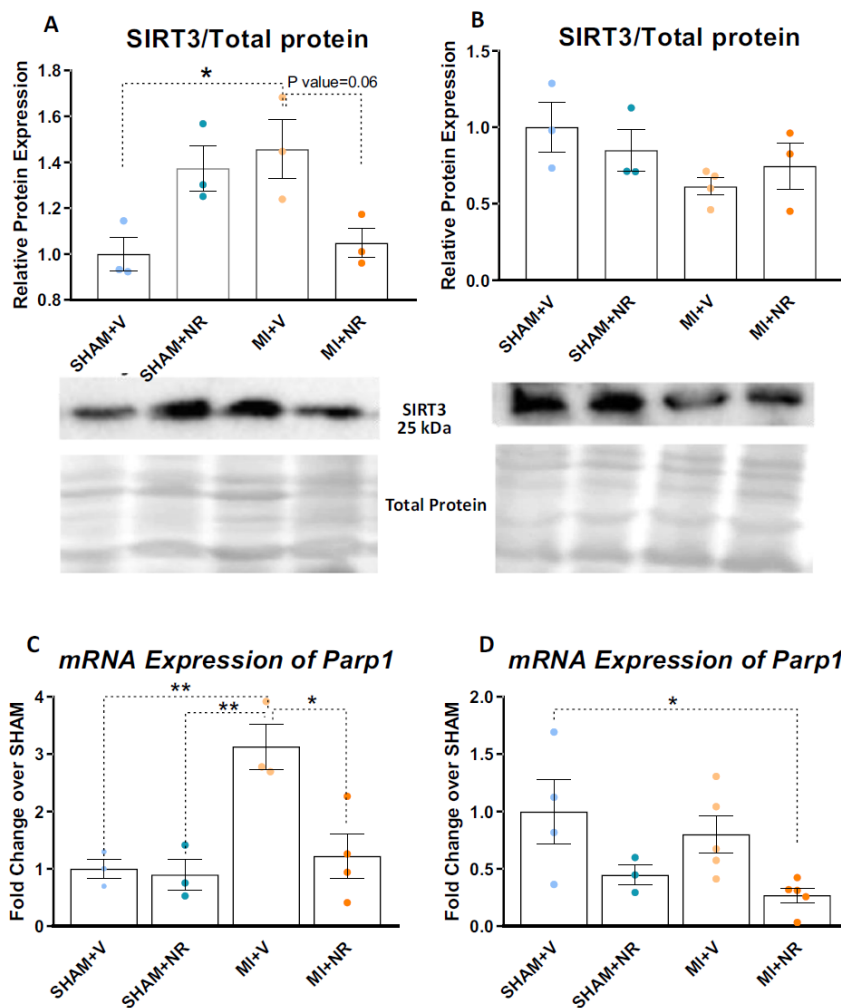 A
SIRT3/Total protein
Relative Protein Expression
1.8
1.6
1.4
1.2
1.0
0.8
*
P value=0.06
SHAM+V
SHAM+NR
MI+V
MI+NR
B
SIRT3/Total protein
Relative Protein Expression
1.5
1.0
0.5
0.0
SHAM+V
SHAM+NR
MI+V
MI+NR
SIRT3
25 kDa
Total Protein
C
mRNA Expression of Parp1
Fold Change over SHAM
4
3
2
1
0
**
**
*
SHAM+V
SHAM+NR
MI+V
MI+NR
D
mRNA Expression of Parp1
Fold Change over SHAM
2.0
1.5
1.0
0.5
0.0
*
SHAM+V
SHAM+NR
MI+V
MI+NR